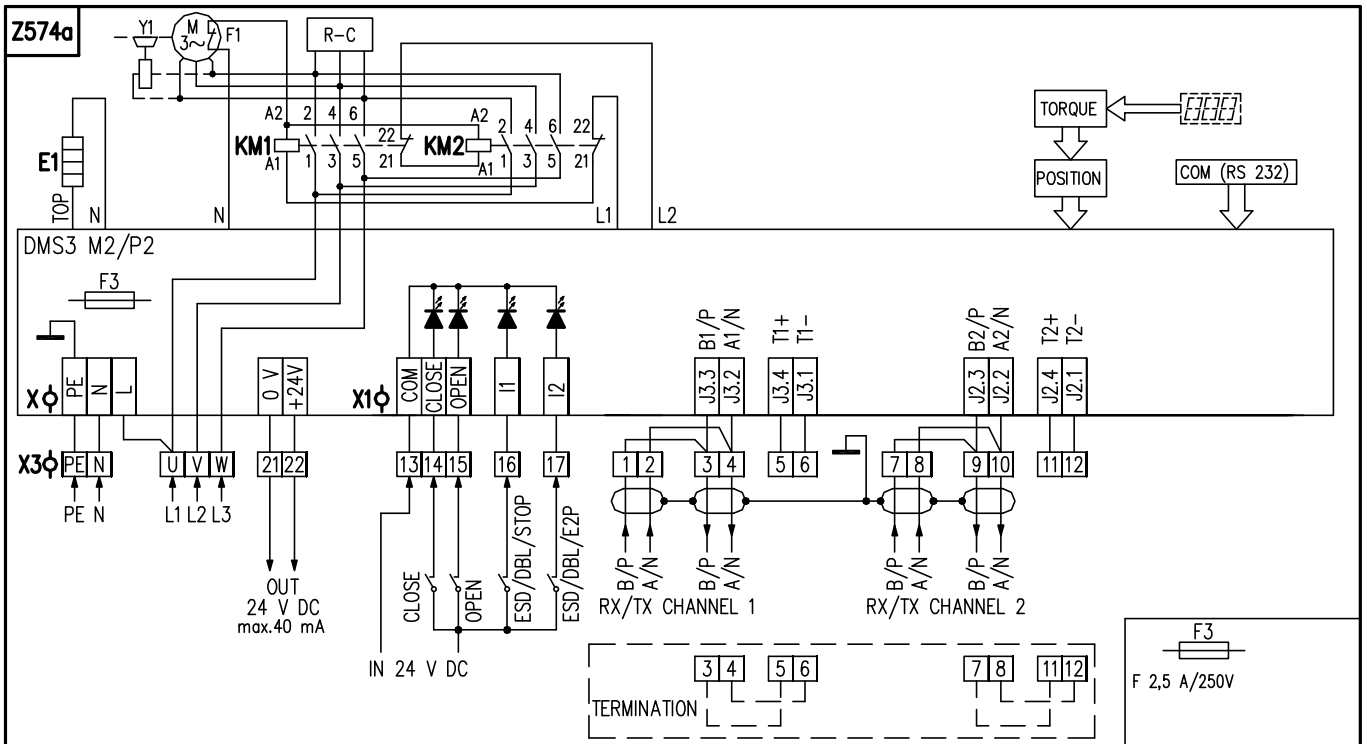 Z574a
Y1
M
3~
F1
R-C
A2
2
4
6
22
KM1
A1
1
3
5
21
A2
2
4
6
22
KM2
A1
1
3
5
21
E1
TOP
N
N
L1
L2
TORQUE
POSITION
COM (RS 232)
DMS3 M2/P2
F3
X
PE
N
L
0 V
+24V
X1
COM
CLOSE
OPEN
I1
I2
B1/P
A1/N
T1+
T1-
J3.3
J3.2
J3.4
J3.1
B2/P
A2/N
T2+
T2-
J2.3
J2.2
J2.4
J2.1
X3
PE
N
U
V
W
21
22
13
14
15
16
17
1
2
3
4
5
6
7
8
9
10
11
12
PE N
L1 L2 L3
OUT
24 V DC
max.40 mA
CLOSE
OPEN
ESD/DBL/STOP
ESD/DBL/E2P
IN 24 V DC
B/P
A/N
B/P
A/N
RX/TX CHANNEL 1
B/P
A/N
B/P
A/N
RX/TX CHANNEL 2
TERMINATION
3
4
5
6
7
8
11
12
F3
F 2,5 A/250V